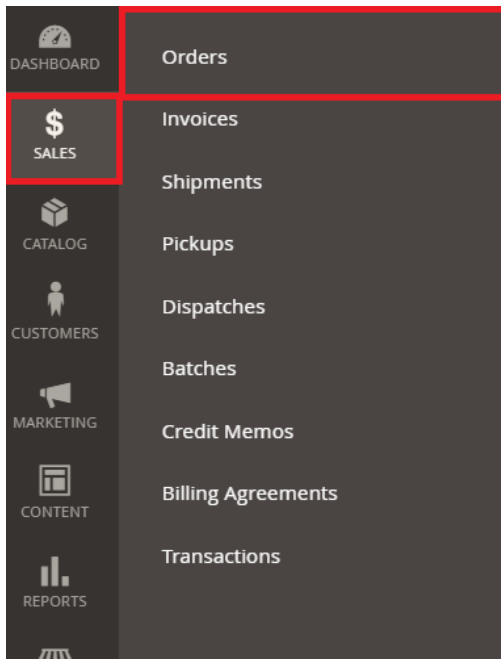 DASHBOARD
Orders
$
SALES
Invoices
Shipments
CATALOG
Pickups
CUSTOMERS
Dispatches
Batches
MARKETING
Credit Memos
CONTENT
Billing Agreements
REPORTS
Transactions